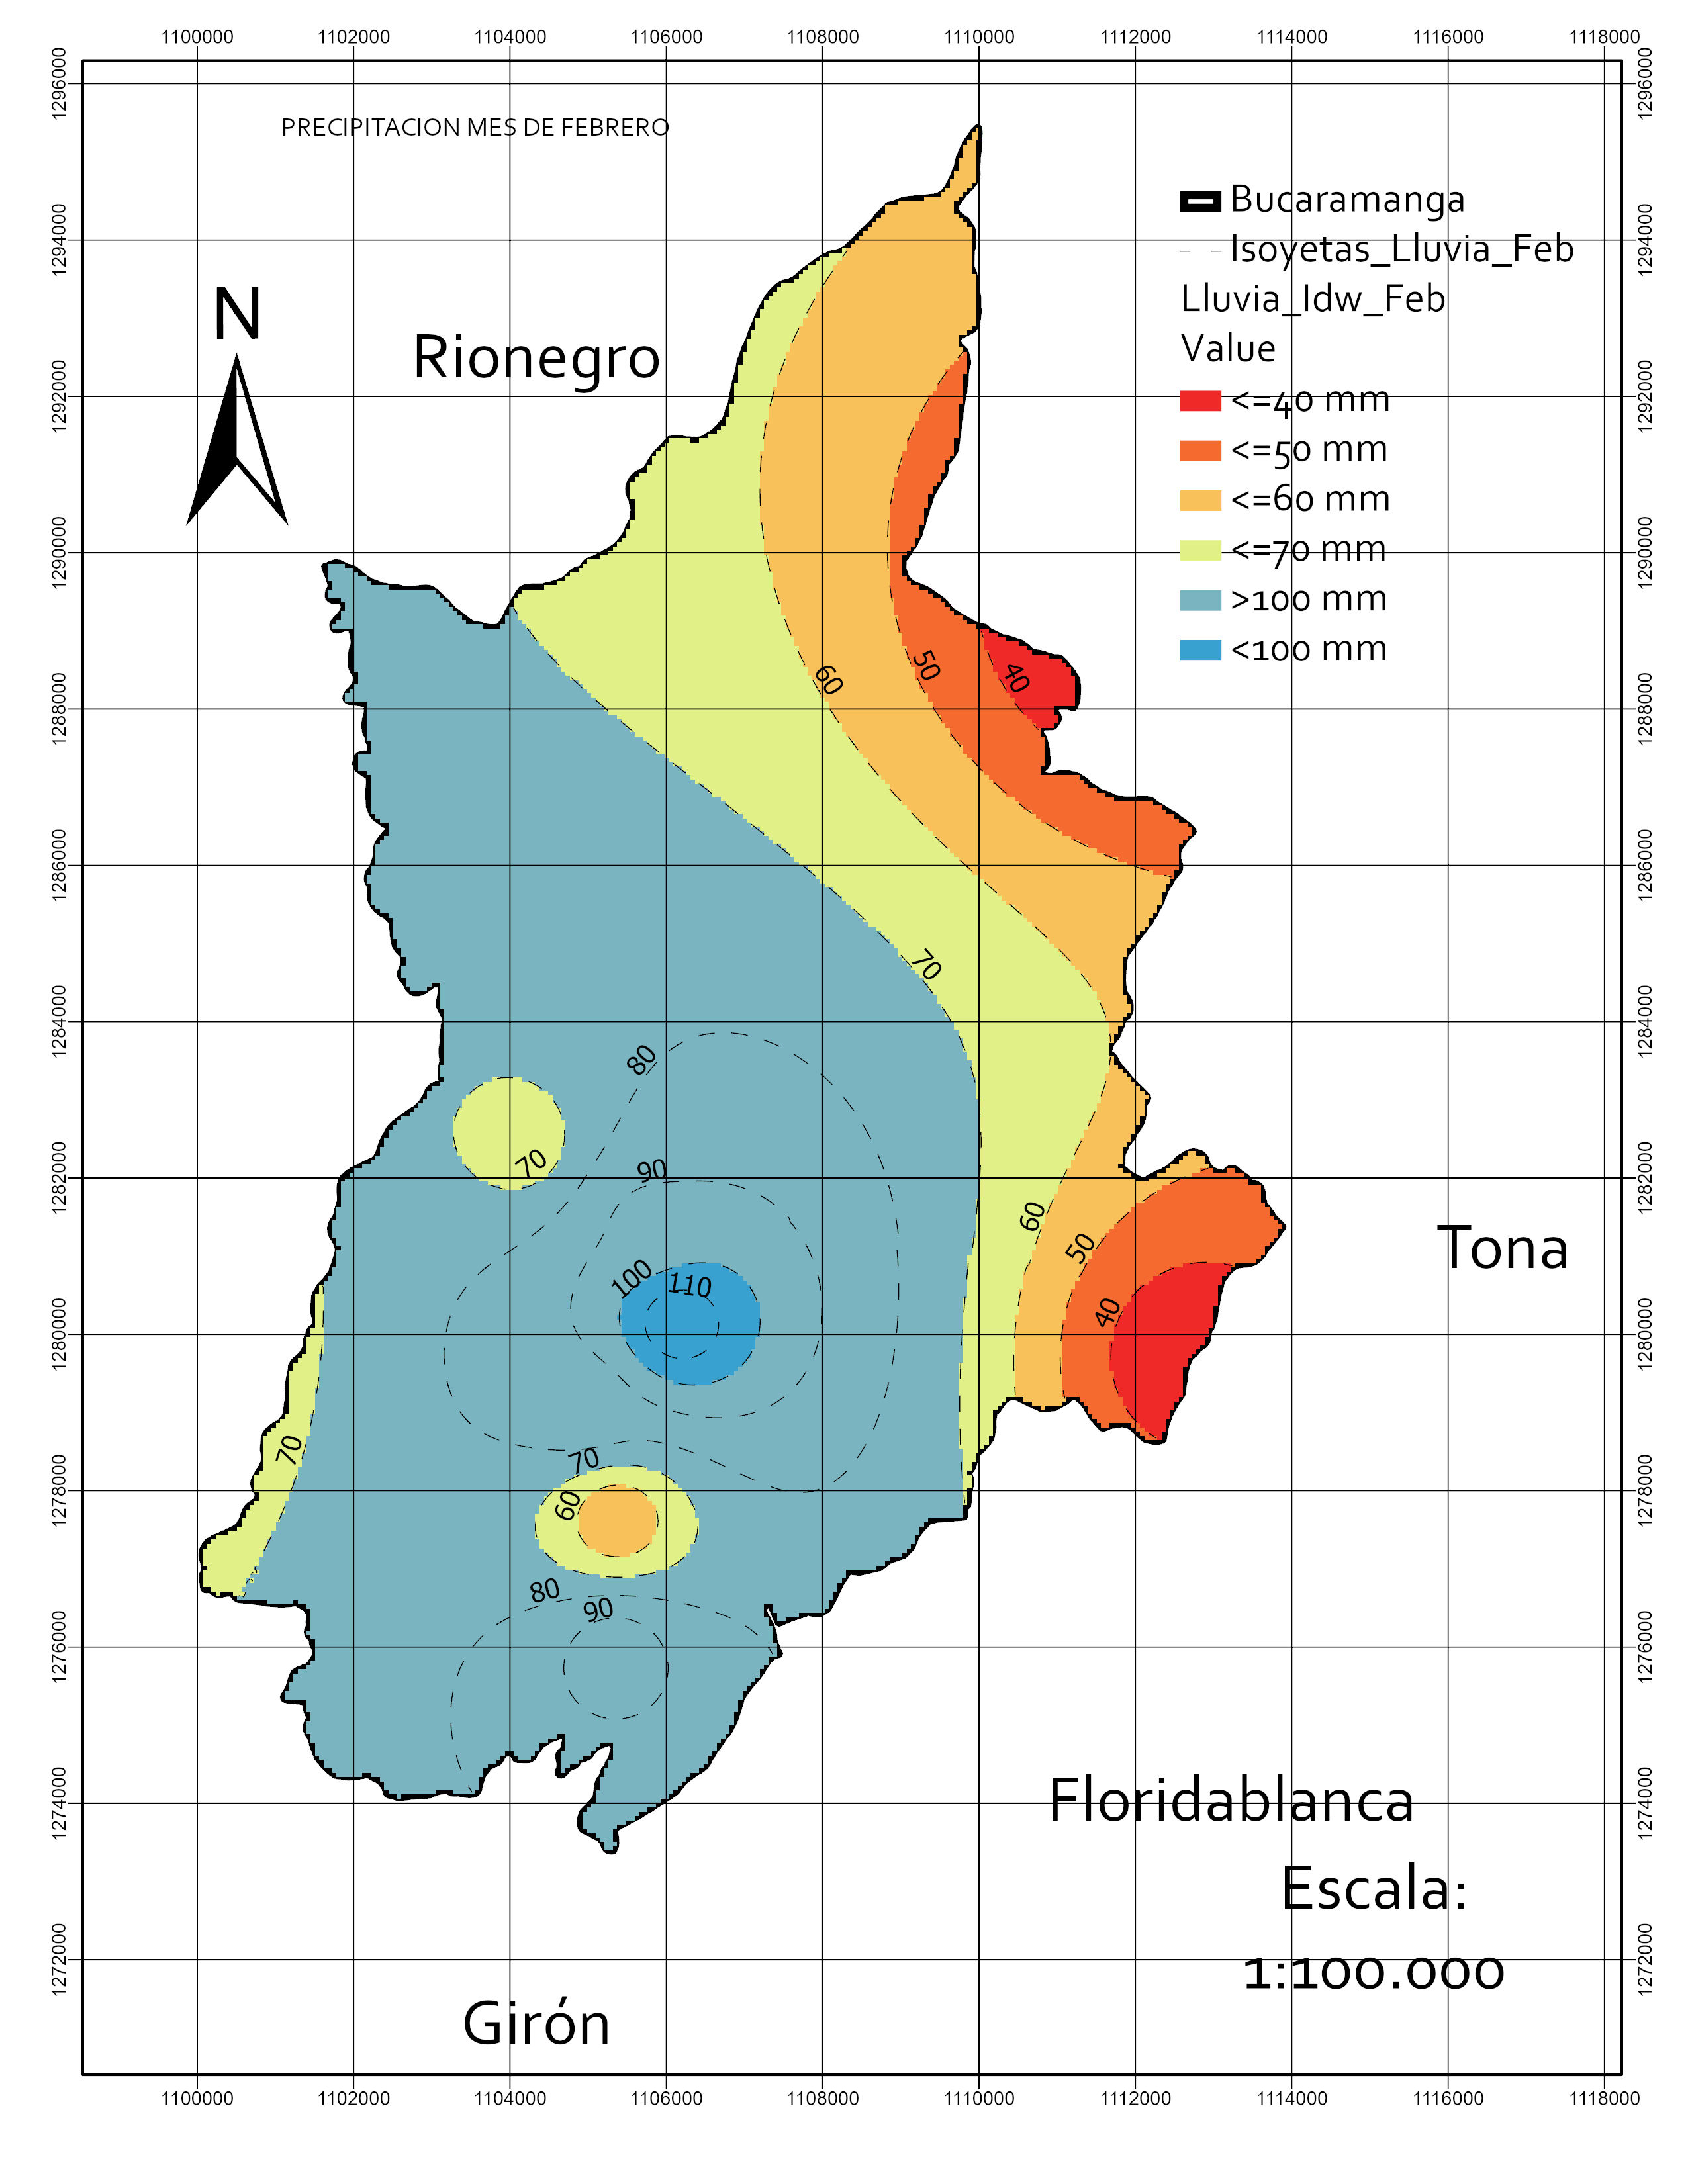 1100000 1102000 1104000 1106000 1108000 1110000 1112000 1114000 1116000 1118000
1296000 1296000
PRECIPITACION MES DE FEBRERO
Bucaramanga
1294000 1294000
Isoyetas_Lluvia_Feb
Lluvia_Idw_Feb
N
Rionegro
Value
1292000 1292000
<=40 mm
<=50 mm
<=60 mm
1290000 1290000
<=70 mm
>100 mm
<100 mm
60 50 40
1288000 1288000
1286000 1286000
70
1284000 1284000
80
70
90
1282000 1282000
60
50
Tona
100
110
40
1280000 1280000
70
70
1278000 1278000
60
80
90
1276000 1276000
Floridablanca
1274000 1274000
Escala:
1:100.000
1272000 1272000
Girón
1100000 1102000 1104000 1106000 1108000 1110000 1112000 1114000 1116000 1118000